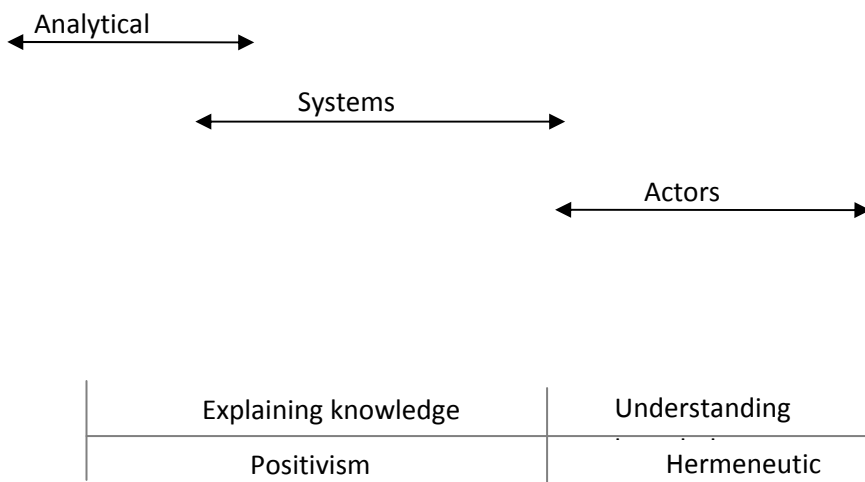 Analytical
Systems
Actors
Explaining knowledge
Understanding
Positivism
Hermeneutic